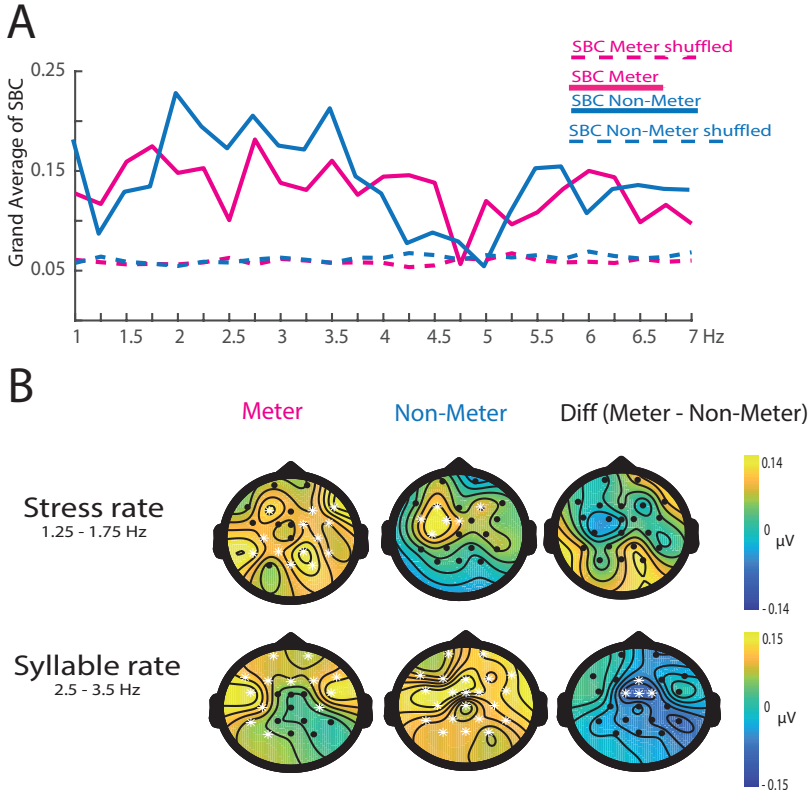 A
SBC Meter shuffled
SBC Meter
SBC Non-Meter
SBC Non-Meter shuffled
Grand Average of SBC
0.25
0.15
0.05
1 1.5 2 2.5 3 3.5 4 4.5 5 5.5 6 6.5 7 Hz
B
Meter Non-Meter Diff (Meter - Non-Meter)
Stress rate
1.25 - 1.75 Hz
0.14
0 µV
- 0.14
Syllable rate
2.5 - 3.5 Hz
0.15
0 µV
- 0.15